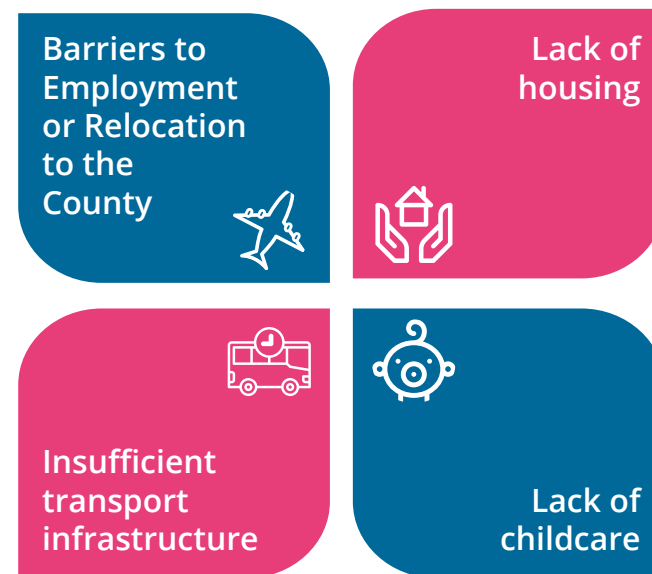 Barriers to
Employment
or Relocation
to the
County
Lack of
housing
Insufficient
transport
infrastructure
Lack of
childcare